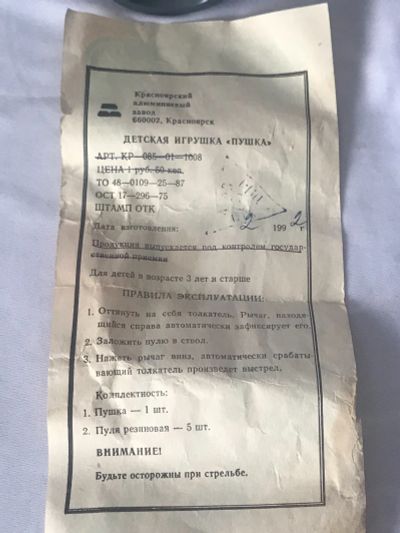 Красноярский
алюминиевый
завод
660002, Красноярск
ДЕТСКАЯ ИГРУШКА «ПУШКА»
АРТ. КР—085—01—1008
ЦЕНА 1 руб. 50 коп.
ТО 48—0109—25—87
ОСТ 17—296—75
ШТАМП ОТК
Дата изготовления: 2 1992 г
Продукция выпускается под контролем государ-
ственной приемки
Для детей в возрасте 3 лет и старше
ПРАВИЛА ЭКСПЛУАТАЦИИ:
1. Оттянуть на себя толкатель. Рычаг, находя-
щийся справа автоматически зафиксирует его.
2. Заложить пулю в ствол.
3. Нажать рычаг вниз, автоматически срабаты-
вающий толкатель произведет выстрел.
Комплектность:
1. Пушка — 1 шт.
2. Пуля резиновая — 5 шт.
ВНИМАНИЕ!
Будьте осторожны при стрельбе.